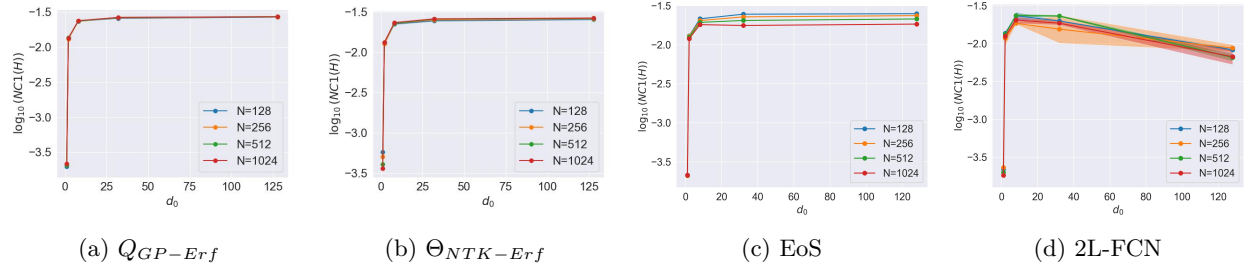 log₁₀(NC1(H))
−1.5
−2.0
−2.5
−3.0
−3.5
0 25 50 75 100 125
d₀
N=128
N=256
N=512
N=1024
(a) Q_{GP−Erf}
log₁₀(NC1(H))
−1.5
−2.0
−2.5
−3.0
−3.5
0 25 50 75 100 125
d₀
N=128
N=256
N=512
N=1024
(b) Θ_{NTK−Erf}
log₁₀(NC1(H))
−1.5
−2.0
−2.5
−3.0
−3.5
0 20 40 60 80 100 120
d₀
N=128
N=256
N=512
N=1024
(c) EoS
log₁₀(NC1(H))
−1.5
−2.0
−2.5
−3.0
−3.5
0 20 40 60 80 100 120
d₀
N=128
N=256
N=512
N=1024
(d) 2L-FCN